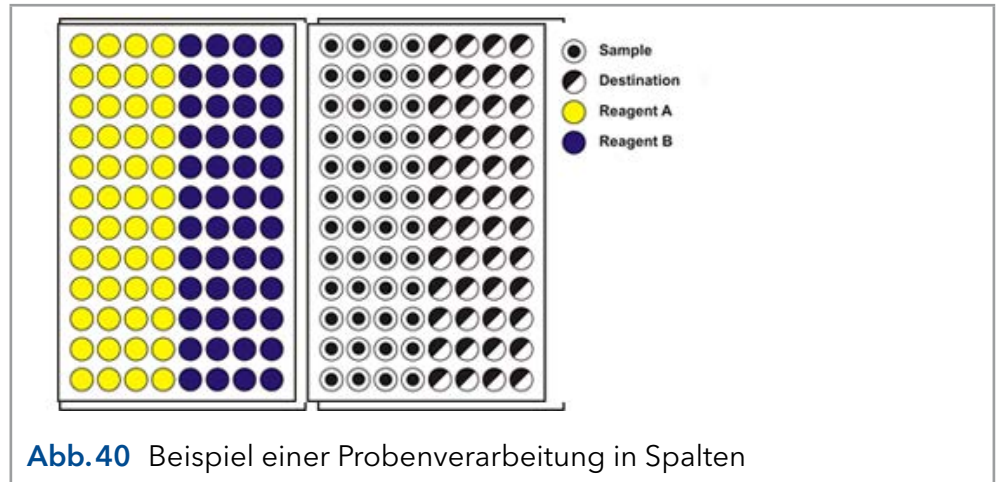 Sample
Destination
Reagent A
Reagent B
Abb.40 Beispiel einer Probenverarbeitung in Spalten